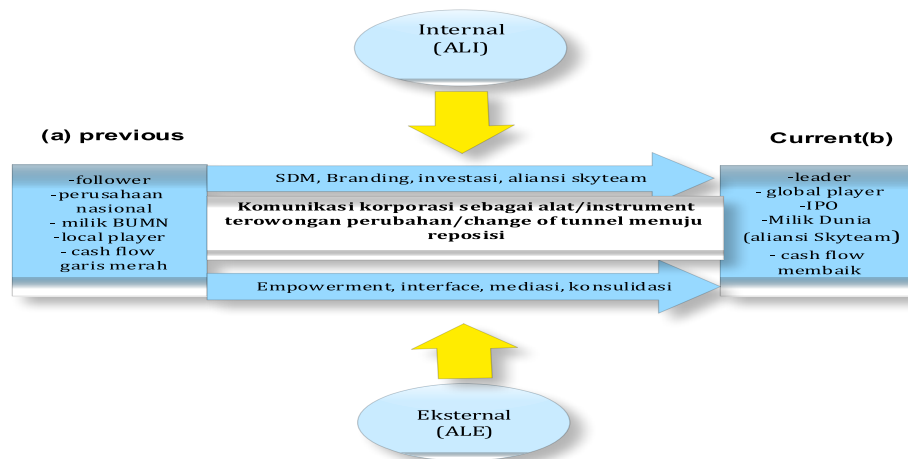 Internal
(ALI)
(a) previous
Current(b)
-follower
-perusahaan
nasional
- milik BUMN
-local player
- cash flow
garis merah
SDM, Branding, investasi, aliansi skyteam
Komunikasi korporasi sebagai alat/instrument
terowongan perubahan/change of tunnel menuju
reposisi
Empowerment, interface, mediasi, konsulidasi
-leader
- global player
-IPO
-Milik Dunia
(aliansi Skyteam)
- cash flow
membaik
Eksternal
(ALE)